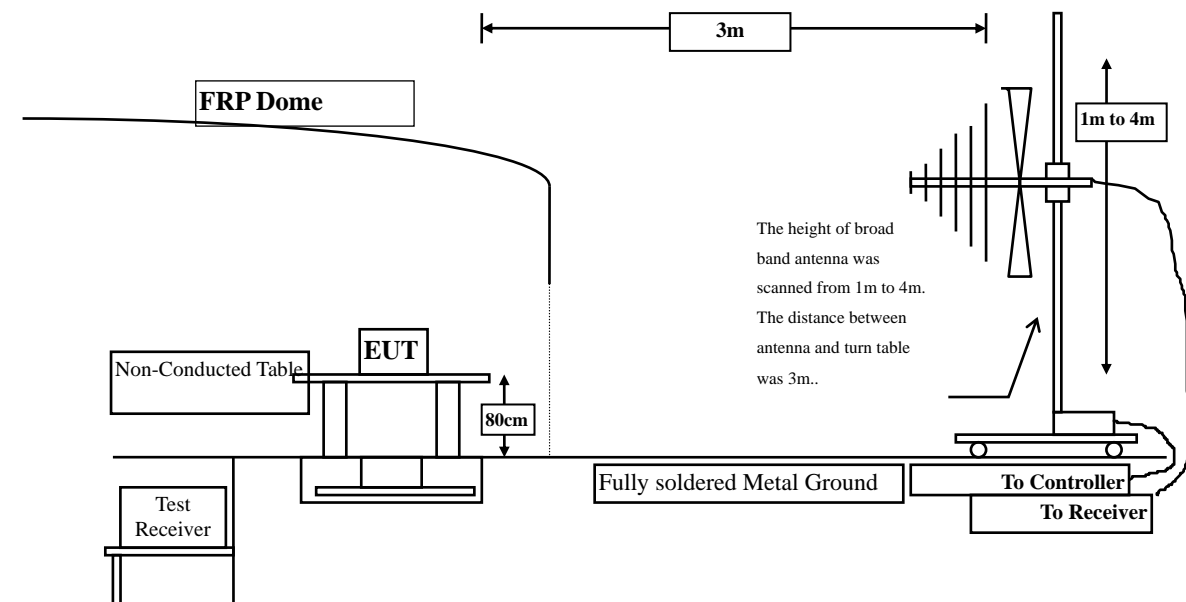 3m
FRP Dome
1m to 4m
The height of broad
band antenna was
scanned from 1m to 4m.
The distance between
antenna and turn table
was 3m..
EUT
Non-Conducted Table
80cm
Fully soldered Metal Ground
To Controller
To Receiver
Test
Receiver